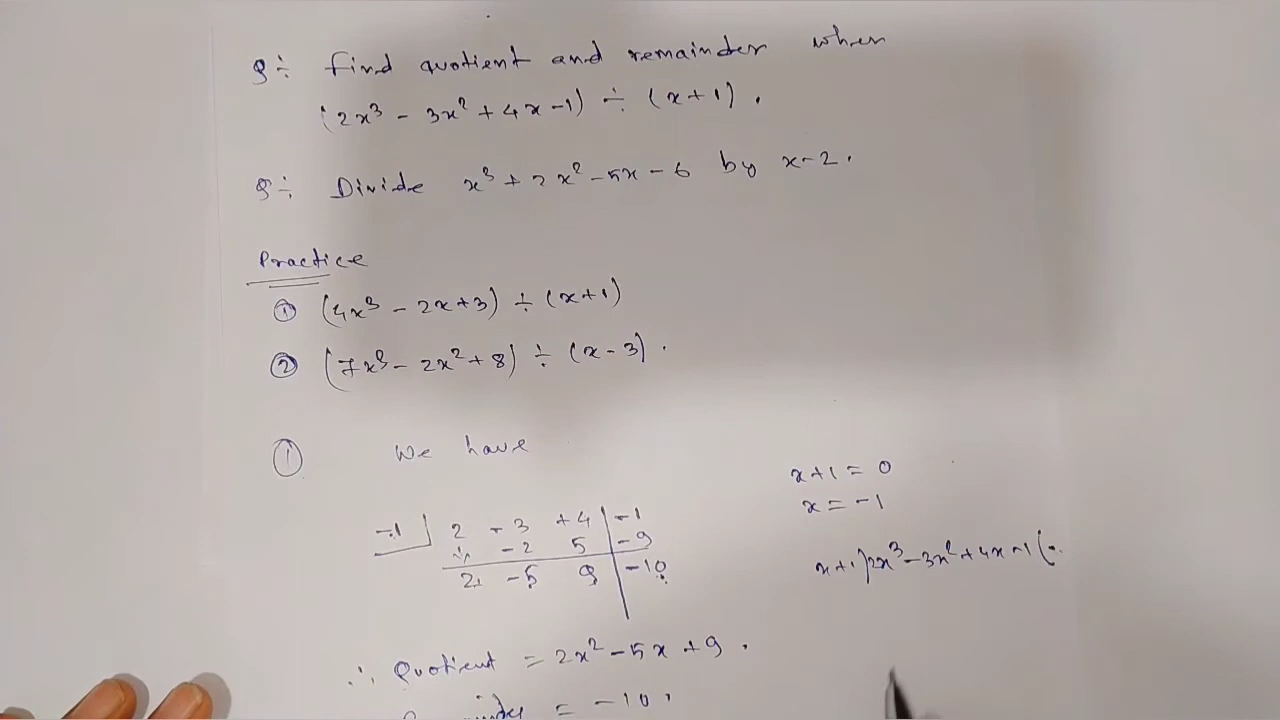 Q÷ find quotient and remainder when
(2x³ - 3x² + 4x - 1) ÷ (x + 1).
Q÷ Divide x³ + 2x² - 5x - 6 by x - 2.
Practice
① (4x³ - 2x + 3) ÷ (x + 1)
② (7x³ - 2x² + 8) ÷ (x - 3).
① We have
x + 1 = 0
x = -1
-1 | 2 - 3 + 4 | -1
↓ - 2 5 | - 9
2 - 5 9 | - 10
x + 1) 2x³ - 3x² + 4x - 1 (
∴ Quotient = 2x² - 5x + 9.
= - 10.